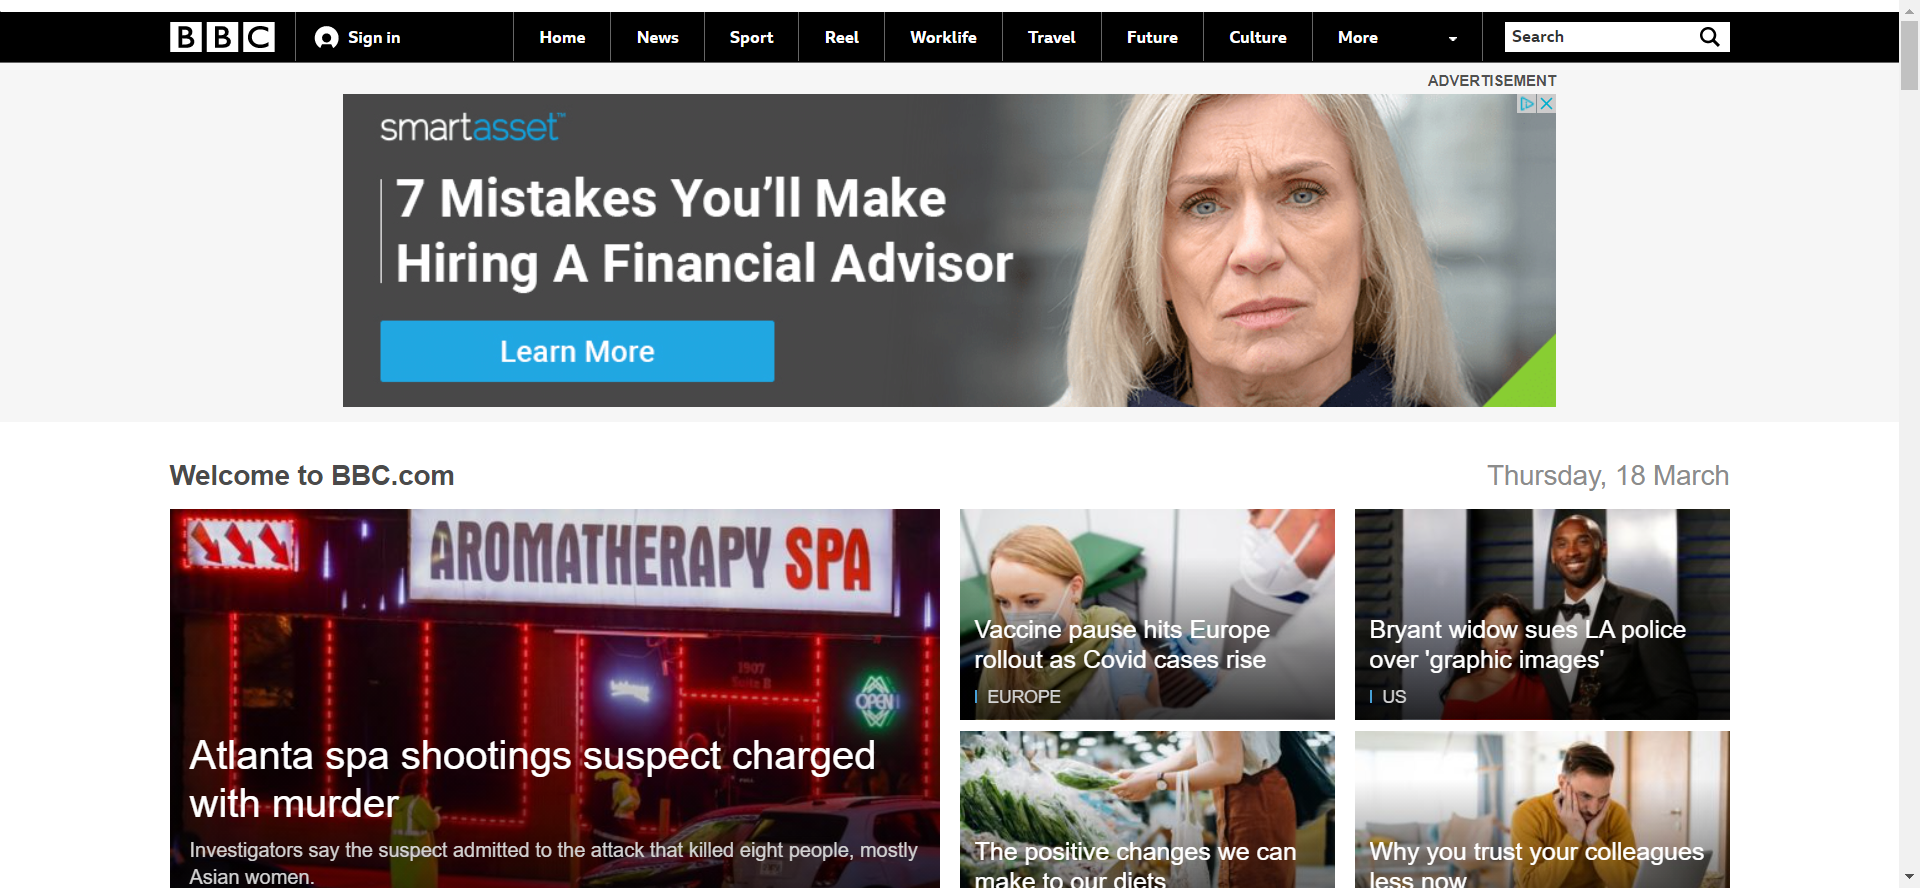 BBC
Sign in
Home
News
Sport
Reel
Worklife
Travel
Future
Culture
More
Search
ADVERTISEMENT
smartasset™
7 Mistakes You'll Make
Hiring A Financial Advisor
Learn More
Welcome to BBC.com
Thursday, 18 March
AROMATHERAPY SPA
1907
Suite B
OPEN
Atlanta spa shootings suspect charged
with murder
Investigators say the suspect admitted to the attack that killed eight people, mostly
Asian women.
Vaccine pause hits Europe
rollout as Covid cases rise
EUROPE
Bryant widow sues LA police
over 'graphic images'
US
The positive changes we can
make to our diets
Why you trust your colleagues
less now